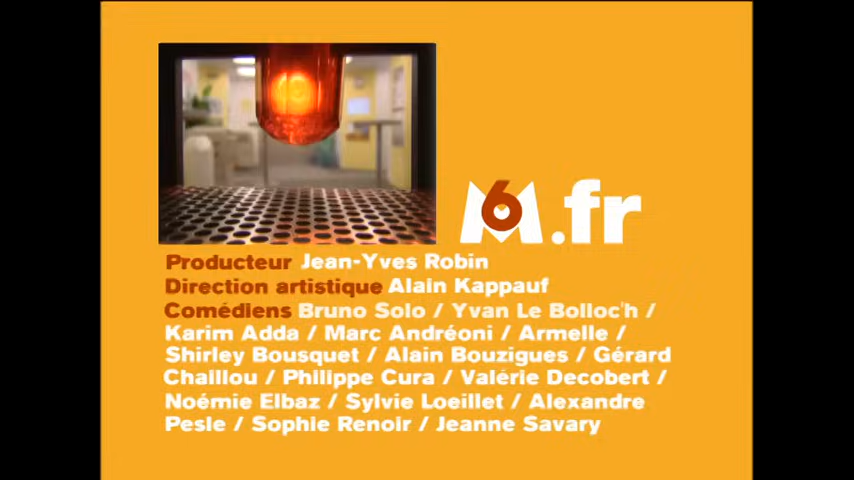 M6.fr
Producteur Jean-Yves Robin
Direction artistique Alain Kappauf
Comédiens Bruno Solo / Yvan Le Bolloc'h /
Karim Adda / Marc Andréoni / Armelle /
Shirley Bousquet / Alain Bouzigues / Gérard
Chaillou / Philippe Cura / Valérie Decobert /
Noémie Elbaz / Sylvie Loeillet / Alexandre
Pesle / Sophie Renoir / Jeanne Savary